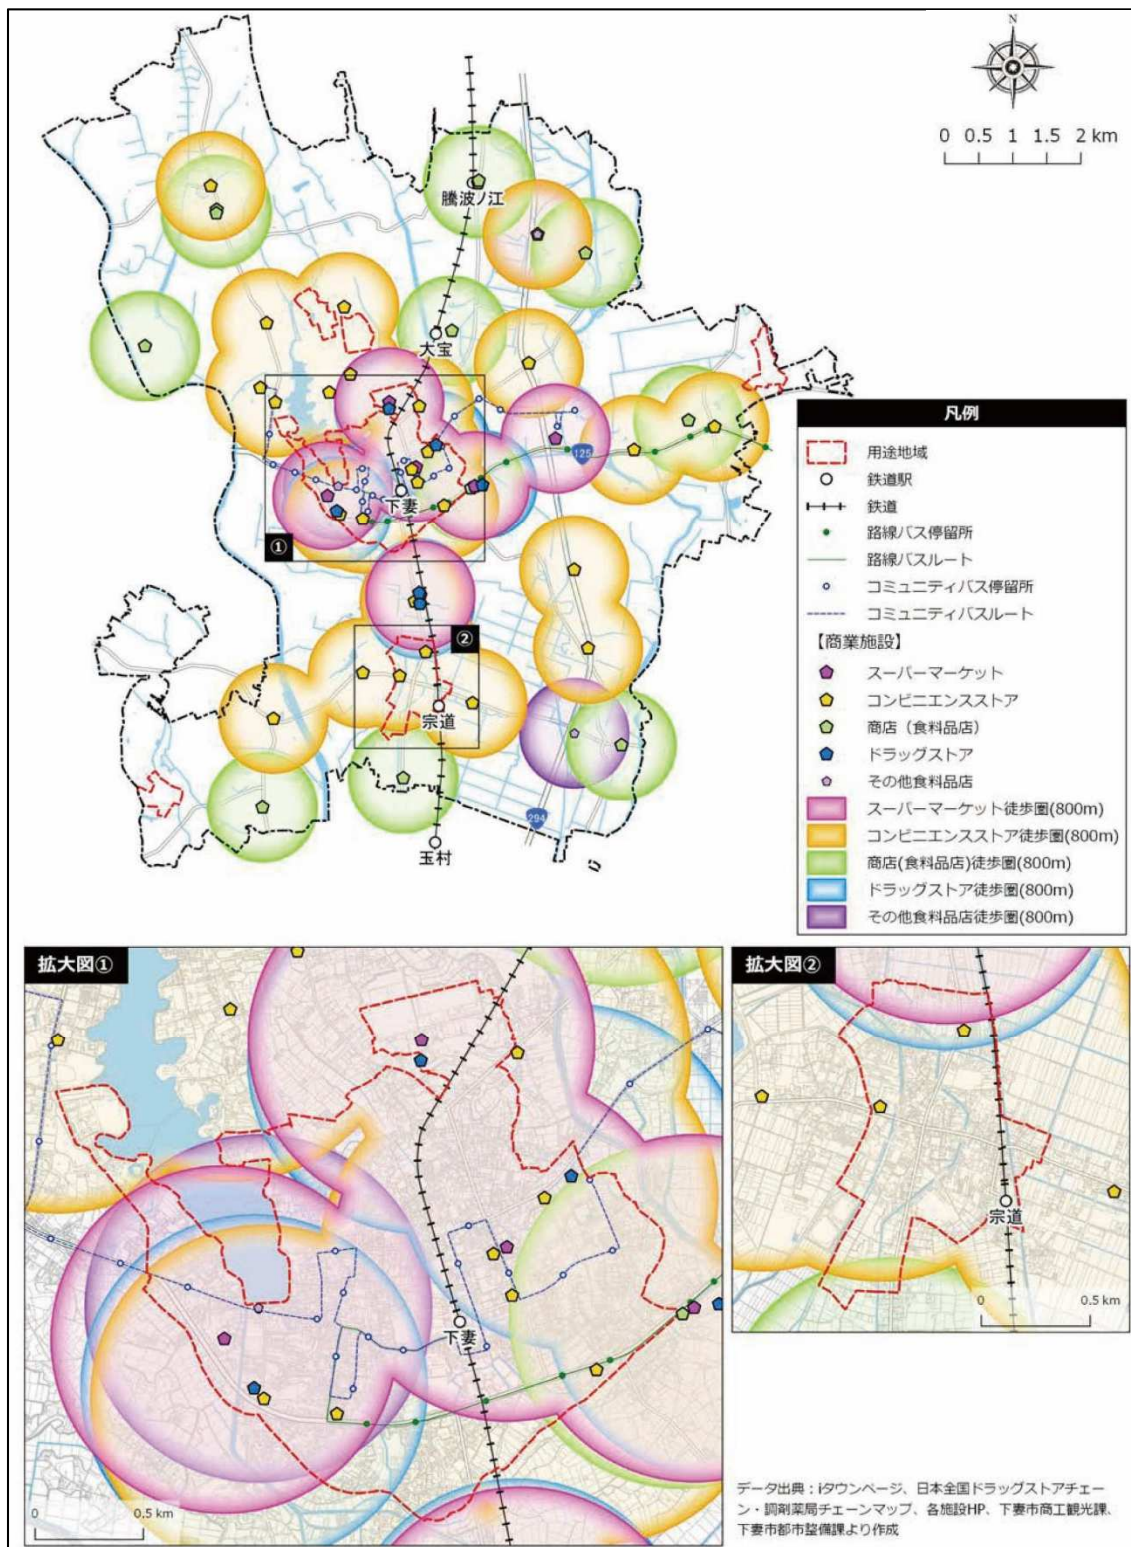 N
0 0.5 1 1.5 2 km
騰波ノ江
大宝
125
下妻
①
②
宗道
294
玉村
凡例
用途地域
鉄道駅
鉄道
路線バス停留所
路線バスルート
コミュニティバス停留所
コミュニティバスルート
【商業施設】
スーパーマーケット
コンビニエンスストア
商店（食料品店）
ドラッグストア
その他食料品店
スーパーマーケット徒歩圏(800m)
コンビニエンスストア徒歩圏(800m)
商店(食料品店)徒歩圏(800m)
ドラッグストア徒歩圏(800m)
その他食料品店徒歩圏(800m)
拡大図①
下妻
0 0.5 km
拡大図②
宗道
0 0.5 km
データ出典：iタウンページ、日本全国ドラッグストアチェー
ン・調剤薬局チェーンマップ、各施設HP、下妻市商工観光課、
下妻市都市整備課より作成